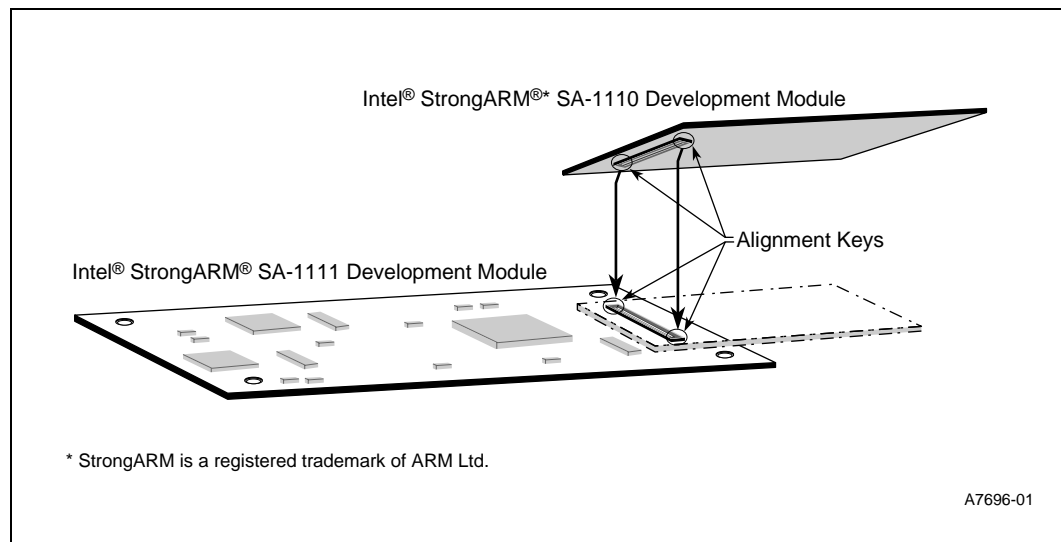 Intel® StrongARM®* SA-1110 Development Module
Alignment Keys
Intel® StrongARM® SA-1111 Development Module
* StrongARM is a registered trademark of ARM Ltd.
A7696-01